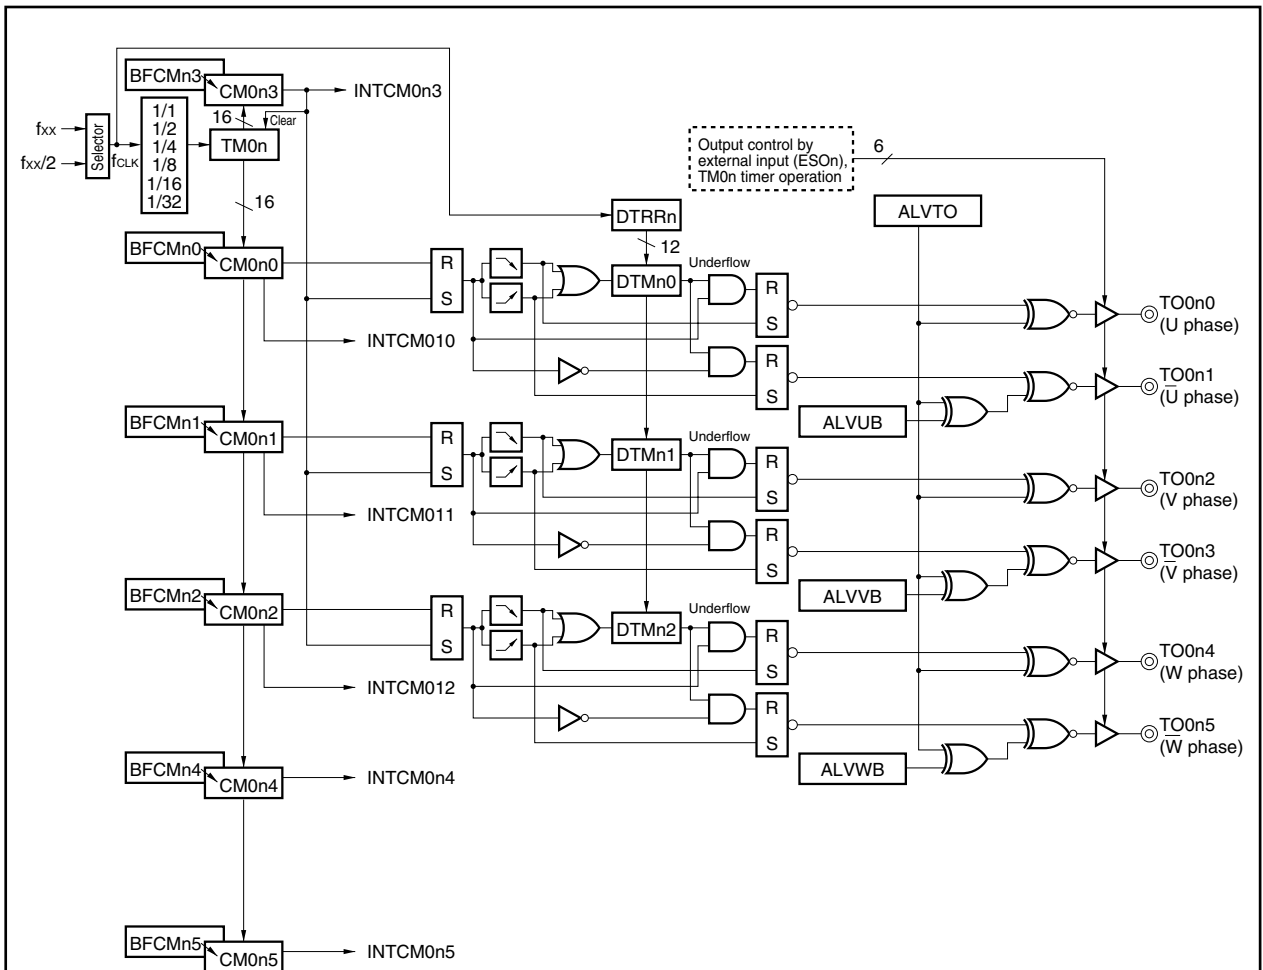 BFCMn3
CM0n3
INTCM0n3
fxx
fxx/2
Selector
fCLK
1/1
1/2
1/4
1/8
1/16
1/32
16
Clear
TM0n
16
Output control by
external input (ESOn),
TM0n timer operation
6
ALVTO
DTRRn
12
BFCMn0
CM0n0
R
S
DTMn0
Underflow
R
S
TO0n0
(U phase)
INTCM010
R
S
TO0n1
(U̅ phase)
ALVUB
BFCMn1
CM0n1
R
S
DTMn1
Underflow
R
S
TO0n2
(V phase)
INTCM011
R
S
TO0n3
(V̅ phase)
ALVVB
BFCMn2
CM0n2
R
S
DTMn2
Underflow
R
S
TO0n4
(W phase)
INTCM012
R
S
TO0n5
(W̅ phase)
ALVWB
BFCMn4
CM0n4
INTCM0n4
BFCMn5
CM0n5
INTCM0n5